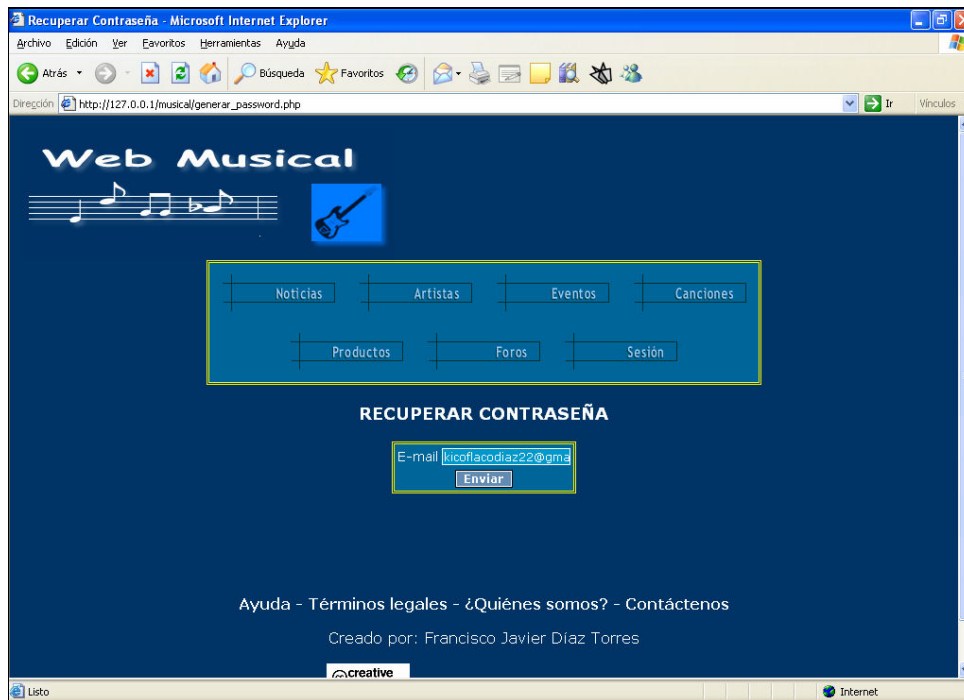 Recuperar Contraseña - Microsoft Internet Explorer
Archivo Edición Ver Favoritos Herramientas Ayuda
Atrás Búsqueda Favoritos
Dirección http://127.0.0.1/musical/generar_password.php Ir Vínculos
Web Musical
Noticias Artistas Eventos Canciones
Productos Foros Sesión
RECUPERAR CONTRASEÑA
E-mail kicoflacodiaz22@gma
Enviar
Ayuda - Términos legales - ¿Quiénes somos? - Contáctenos
Creado por: Francisco Javier Díaz Torres
creative
Listo Internet